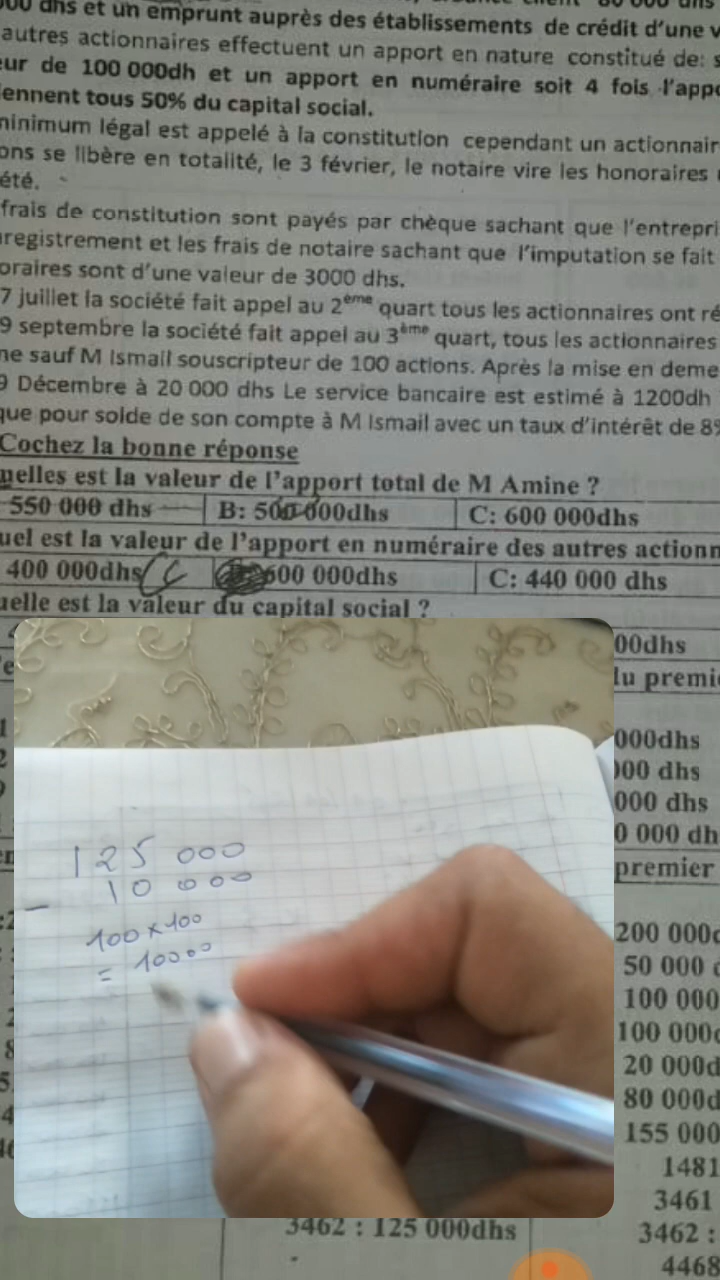 000 dhs et un emprunt auprès des établissements de crédit d'une
autres actionnaires effectuent un apport en nature constitué de:
eur de 100 000dh et un apport en numéraire soit 4 fois l'appo
iennent tous 50% du capital social.
minimum légal est appelé à la constitution cependant un actionnair
ons se libère en totalité, le 3 février, le notaire vire les honoraires
été.
frais de constitution sont payés par chèque sachant que l'entrepri
nregistrement et les frais de notaire sachant que l'imputation se fait
oraires sont d'une valeur de 3000 dhs.
7 juillet la société fait appel au 2ème quart tous les actionnaires ont ré
9 septembre la société fait appel au 3ème quart, tous les actionnaires
ne sauf M Ismail souscripteur de 100 actions. Après la mise en deme
9 Décembre à 20 000 dhs Le service bancaire est estimé à 1200dh
que pour solde de son compte à M Ismail avec un taux d'intérêt de 8%
Cochez la bonne réponse
uelles est la valeur de l'apport total de M Amine ?
550 000 dhs B: 500 000dhs C: 600 000dhs
uel est la valeur de l'apport en numéraire des autres actionn
400 000dhs 600 000dhs C: 440 000 dhs
uelle est la valeur du capital social ?
00dhs
lu premie
000dhs
000 dhs
000 dhs
0 000 dh
premier
125 000
- 10 000
100 x 100
= 10000
200 000d
50 000
100 000
100 000d
20 000d
80 000d
155 000
1481
3461
3462 : 125 000dhs 3462 :
4468